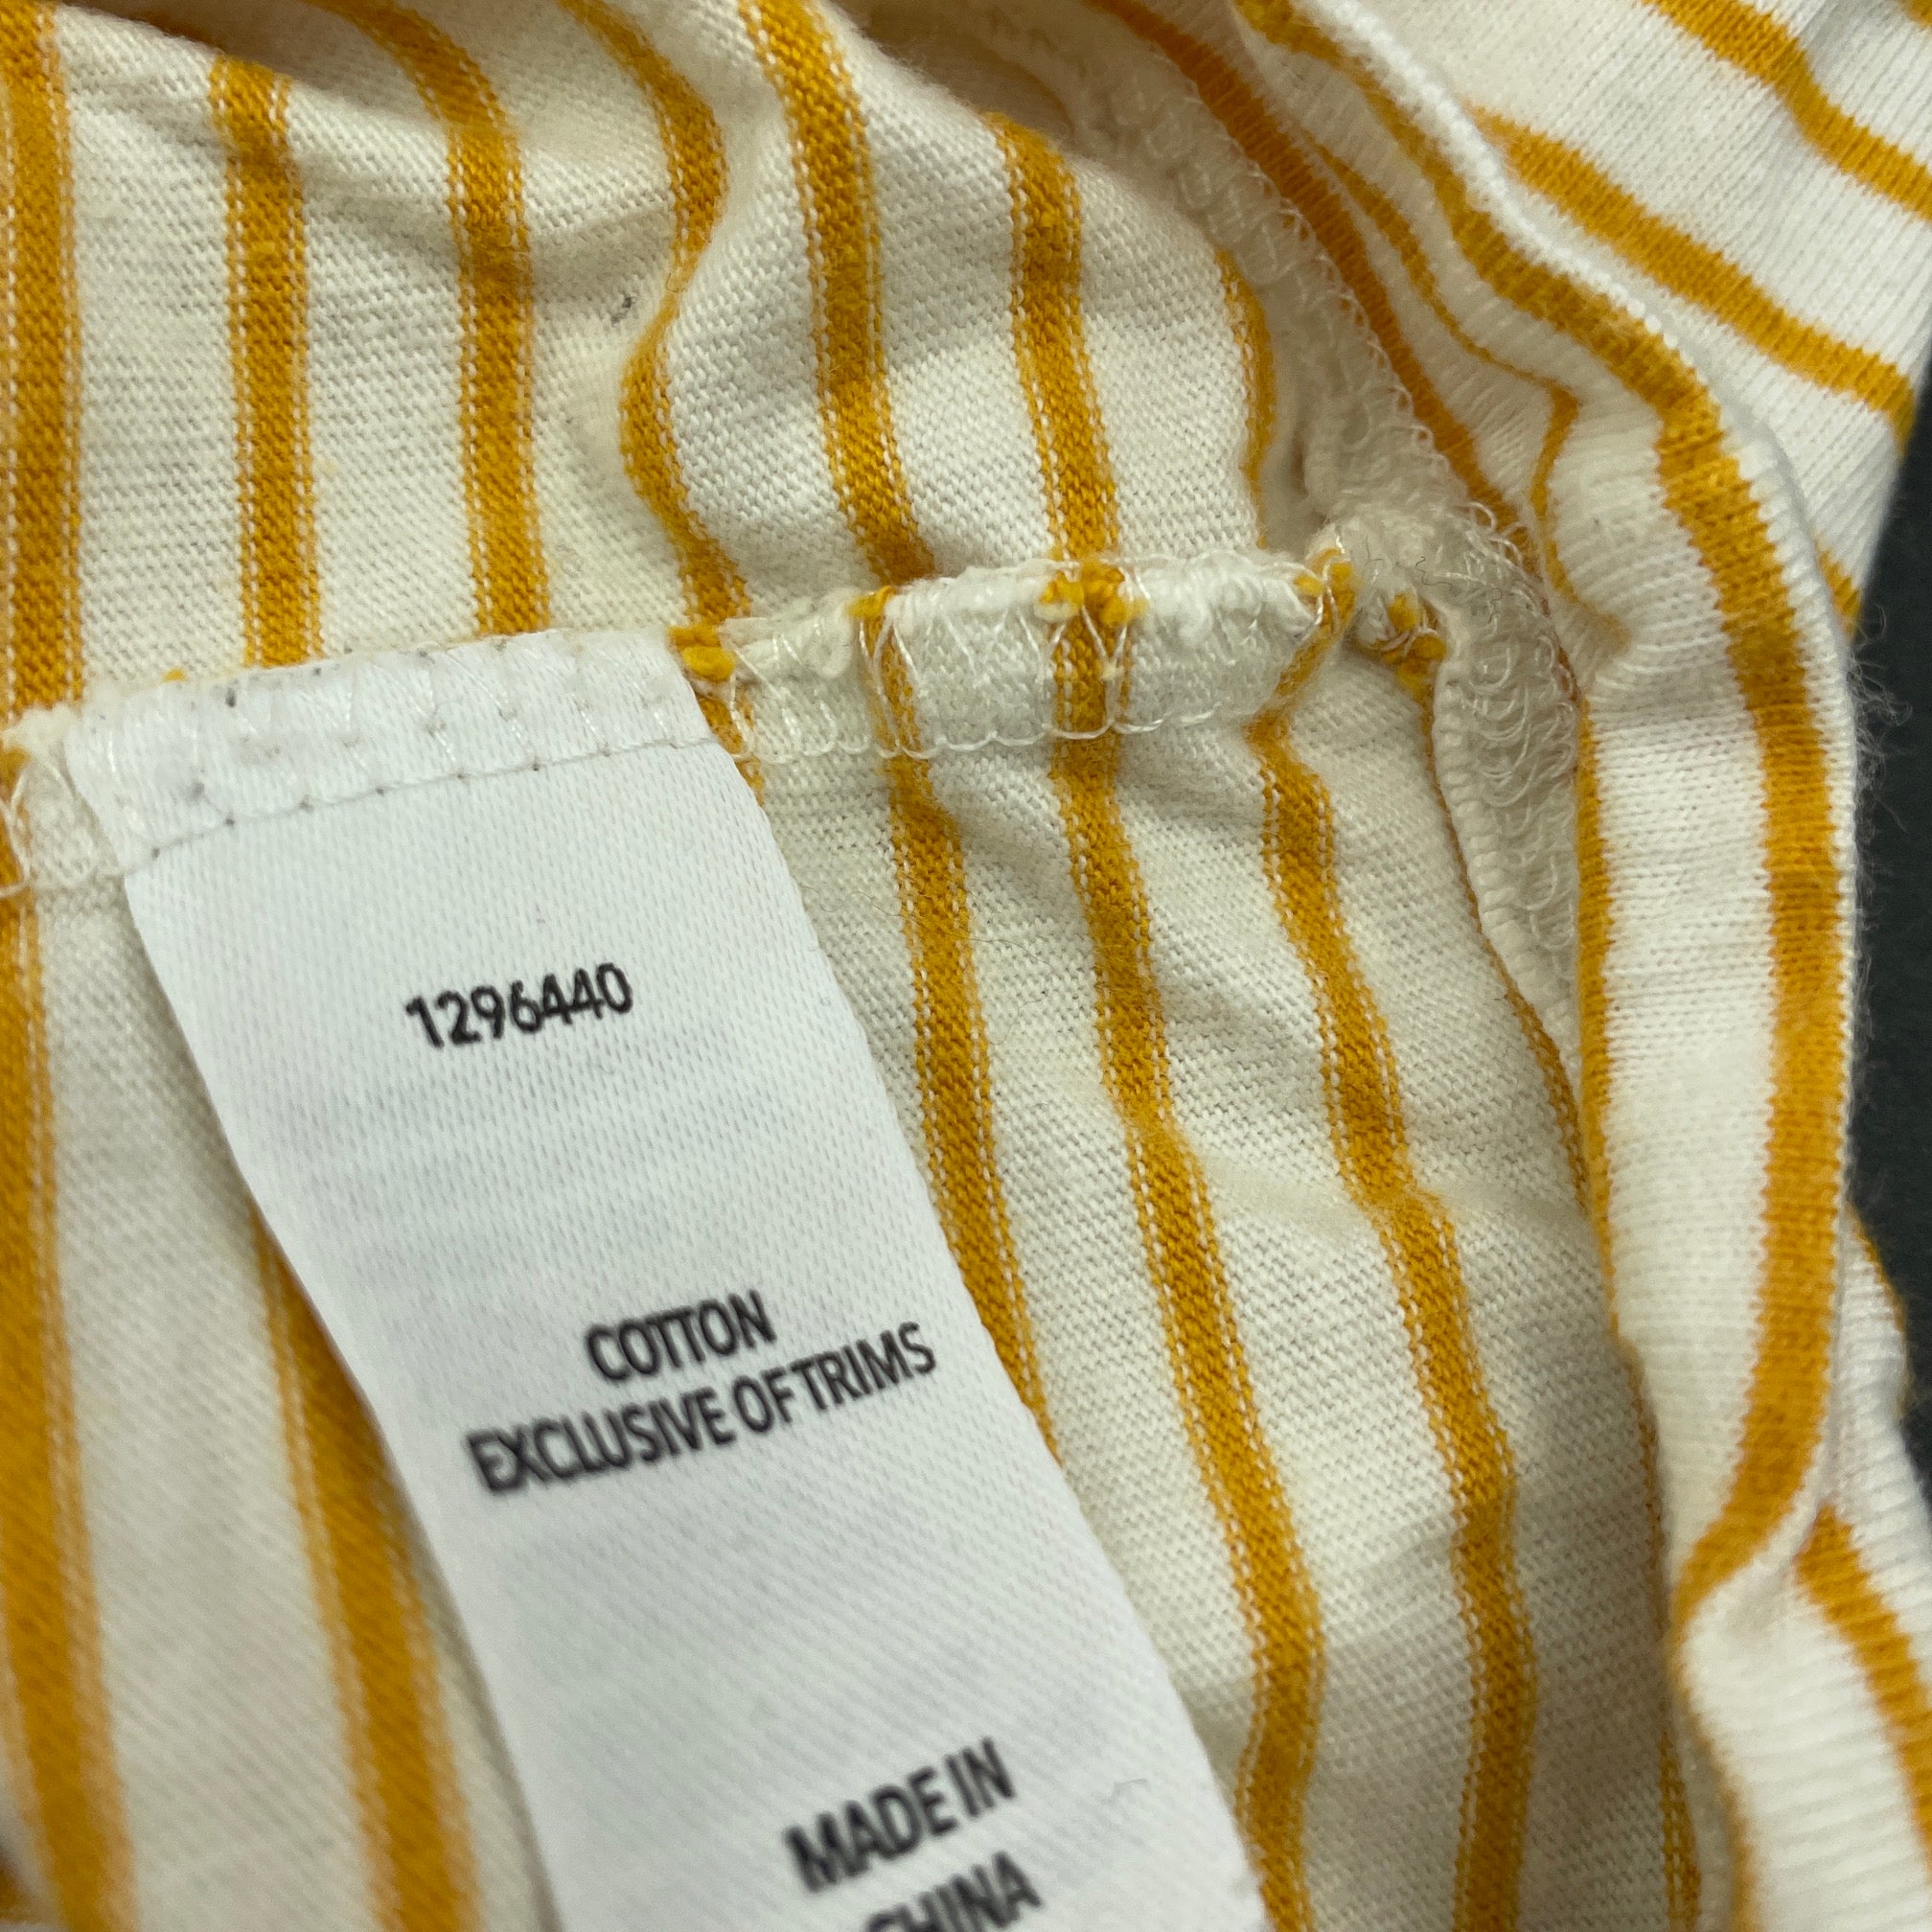 1296440
COTTON
EXCLUSIVE OF TRIMS
MADE IN
CHINA